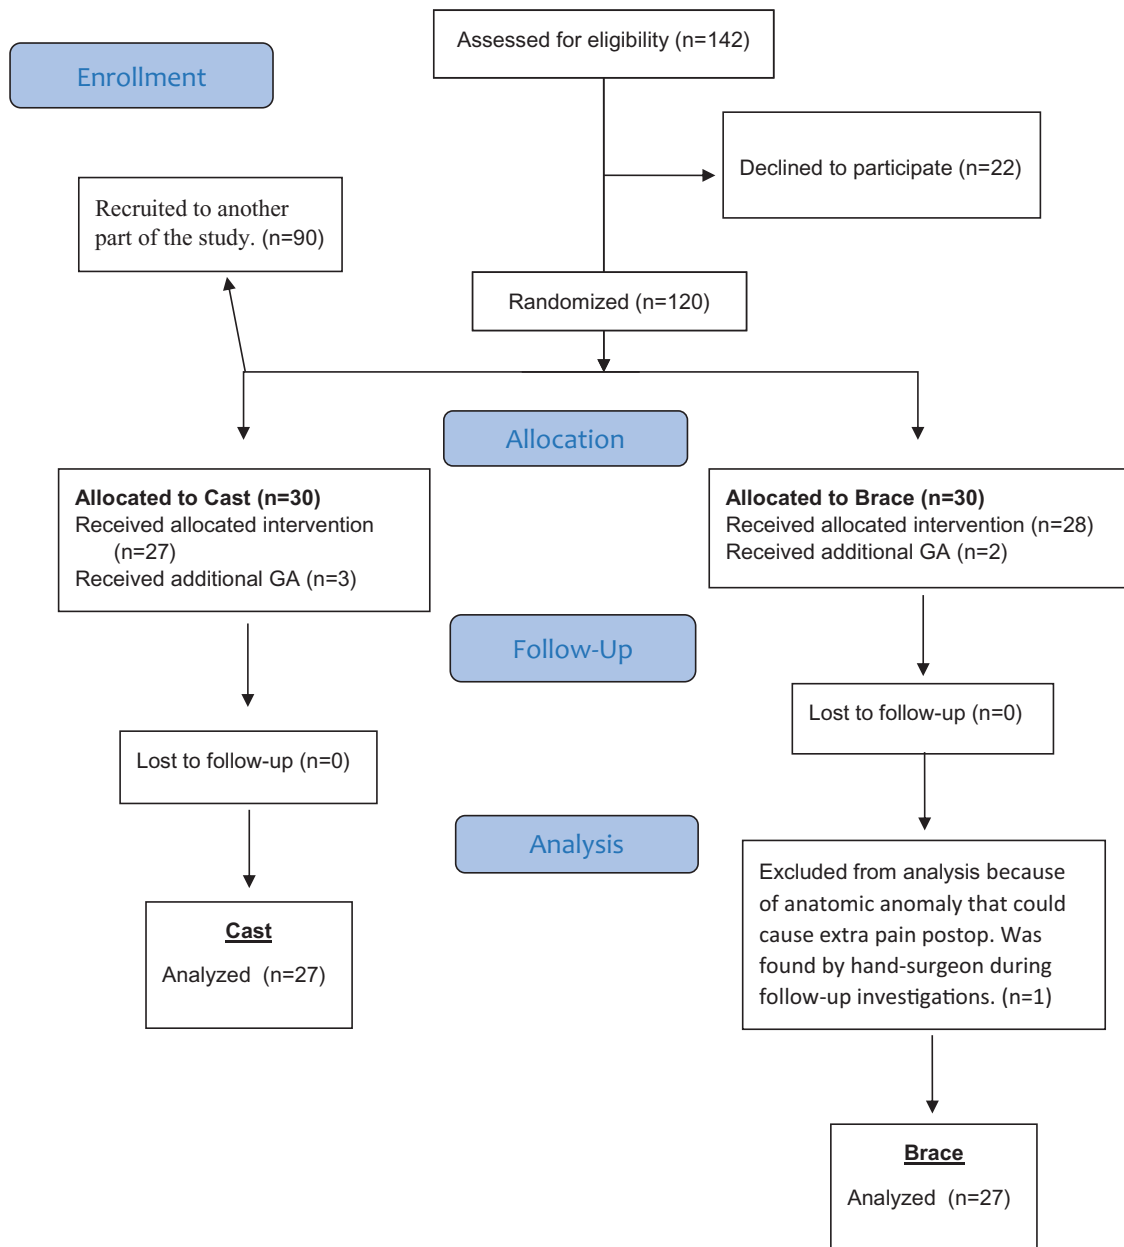 Assessed for eligibility (n=142)
Enrollment
Declined to participate (n=22)
Recruited to another
part of the study. (n=90)
Randomized (n=120)
Allocation
Allocated to Cast (n=30)
Received allocated intervention
(n=27)
Received additional GA (n=3)
Allocated to Brace (n=30)
Received allocated intervention (n=28)
Received additional GA (n=2)
Follow-Up
Lost to follow-up (n=0)
Lost to follow-up (n=0)
Analysis
Excluded from analysis because
of anatomic anomaly that could
cause extra pain postop. Was
found by hand-surgeon during
follow-up investigations. (n=1)
Cast
Analyzed (n=27)
Brace
Analyzed (n=27)